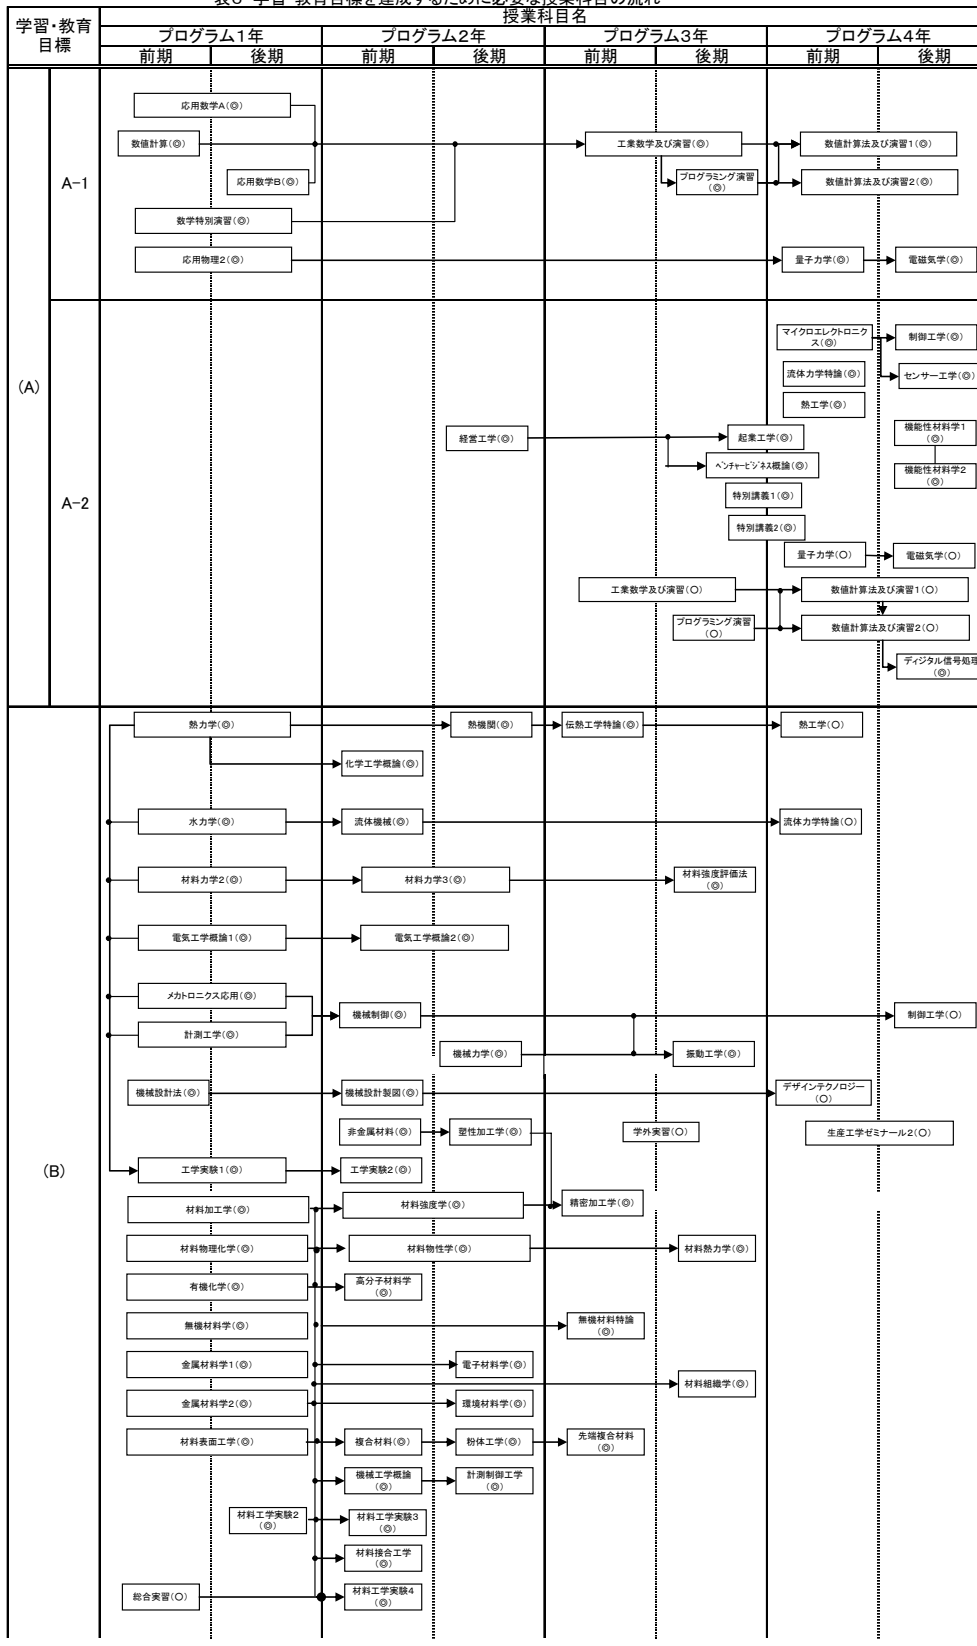 表3 学習・教育目標を達成するために必要な授業科目の流れ
学習・教育
目標
授業科目名
プログラム1年
プログラム2年
プログラム3年
プログラム4年
前期
後期
前期
後期
前期
後期
前期
後期
(A)
A-1
応用数学A(◎)
数値計算(◎)
工業数学及び演習(◎)
数値計算法及び演習1(◎)
応用数学B(◎)
プログラミング演習
(◎)
数値計算法及び演習2(◎)
数学特別演習(◎)
応用物理2(◎)
量子力学(◎)
電磁気学(◎)
A-2
マイクロエレクトロニク
ス(◎)
制御工学(◎)
流体力学特論(◎)
センサー工学(◎)
熱工学(◎)
経営工学(◎)
起業工学(◎)
機能性材料学1
(◎)
ベンチャービジネス概論(◎)
機能性材料学2
(◎)
特別講義1(◎)
特別講義2(◎)
量子力学(○)
電磁気学(○)
工業数学及び演習(○)
数値計算法及び演習1(○)
プログラミング演習
(○)
数値計算法及び演習2(○)
ディジタル信号処理
(◎)
(B)
熱力学(◎)
熱機関(◎)
伝熱工学特論(◎)
熱工学(○)
化学工学概論(◎)
水力学(◎)
流体機械(◎)
流体力学特論(○)
材料力学2(◎)
材料力学3(◎)
材料強度評価法
(◎)
電気工学概論1(◎)
電気工学概論2(◎)
メカトロニクス応用(◎)
機械制御(◎)
制御工学(○)
計測工学(◎)
機械力学(◎)
振動工学(◎)
機械設計法(◎)
機械設計製図(◎)
デザインテクノロジー
(○)
非金属材料(◎)
塑性加工学(◎)
学外実習(○)
生産工学ゼミナール2(○)
工学実験1(◎)
工学実験2(◎)
材料加工学(◎)
材料強度学(◎)
精密加工学(◎)
材料物理化学(◎)
材料物性学(◎)
材料熱力学(◎)
有機化学(◎)
高分子材料学
(◎)
無機材料学(◎)
無機材料特論
(◎)
金属材料学1(◎)
電子材料学(◎)
材料組織学(◎)
金属材料学2(◎)
環境材料学(◎)
材料表面工学(◎)
複合材料(◎)
粉体工学(◎)
先端複合材料
(◎)
機械工学概論
(◎)
計測制御工学
(◎)
材料工学実験2
(◎)
材料工学実験3
(◎)
材料接合工学
(◎)
総合実習(○)
材料工学実験4
(◎)